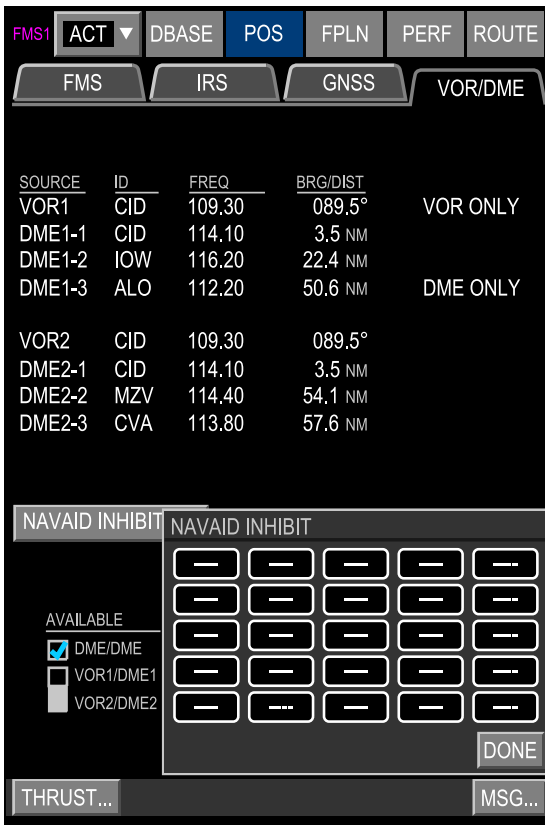 FMS1 ACT DBASE POS FPLN PERF ROUTE
FMS IRS GNSS VOR/DME
SOURCE ID FREQ BRG/DIST
VOR1 CID 109.30 089.5° VOR ONLY
DME1-1 CID 114.10 3.5 NM
DME1-2 IOW 116.20 22.4 NM
DME1-3 ALO 112.20 50.6 NM DME ONLY
VOR2 CID 109.30 089.5°
DME2-1 CID 114.10 3.5 NM
DME2-2 MZV 114.40 54.1 NM
DME2-3 CVA 113.80 57.6 NM
NAVAID INHIBIT
NAVAID INHIBIT
AVAILABLE
DME/DME
VOR1/DME1
VOR2/DME2
DONE
THRUST... MSG...